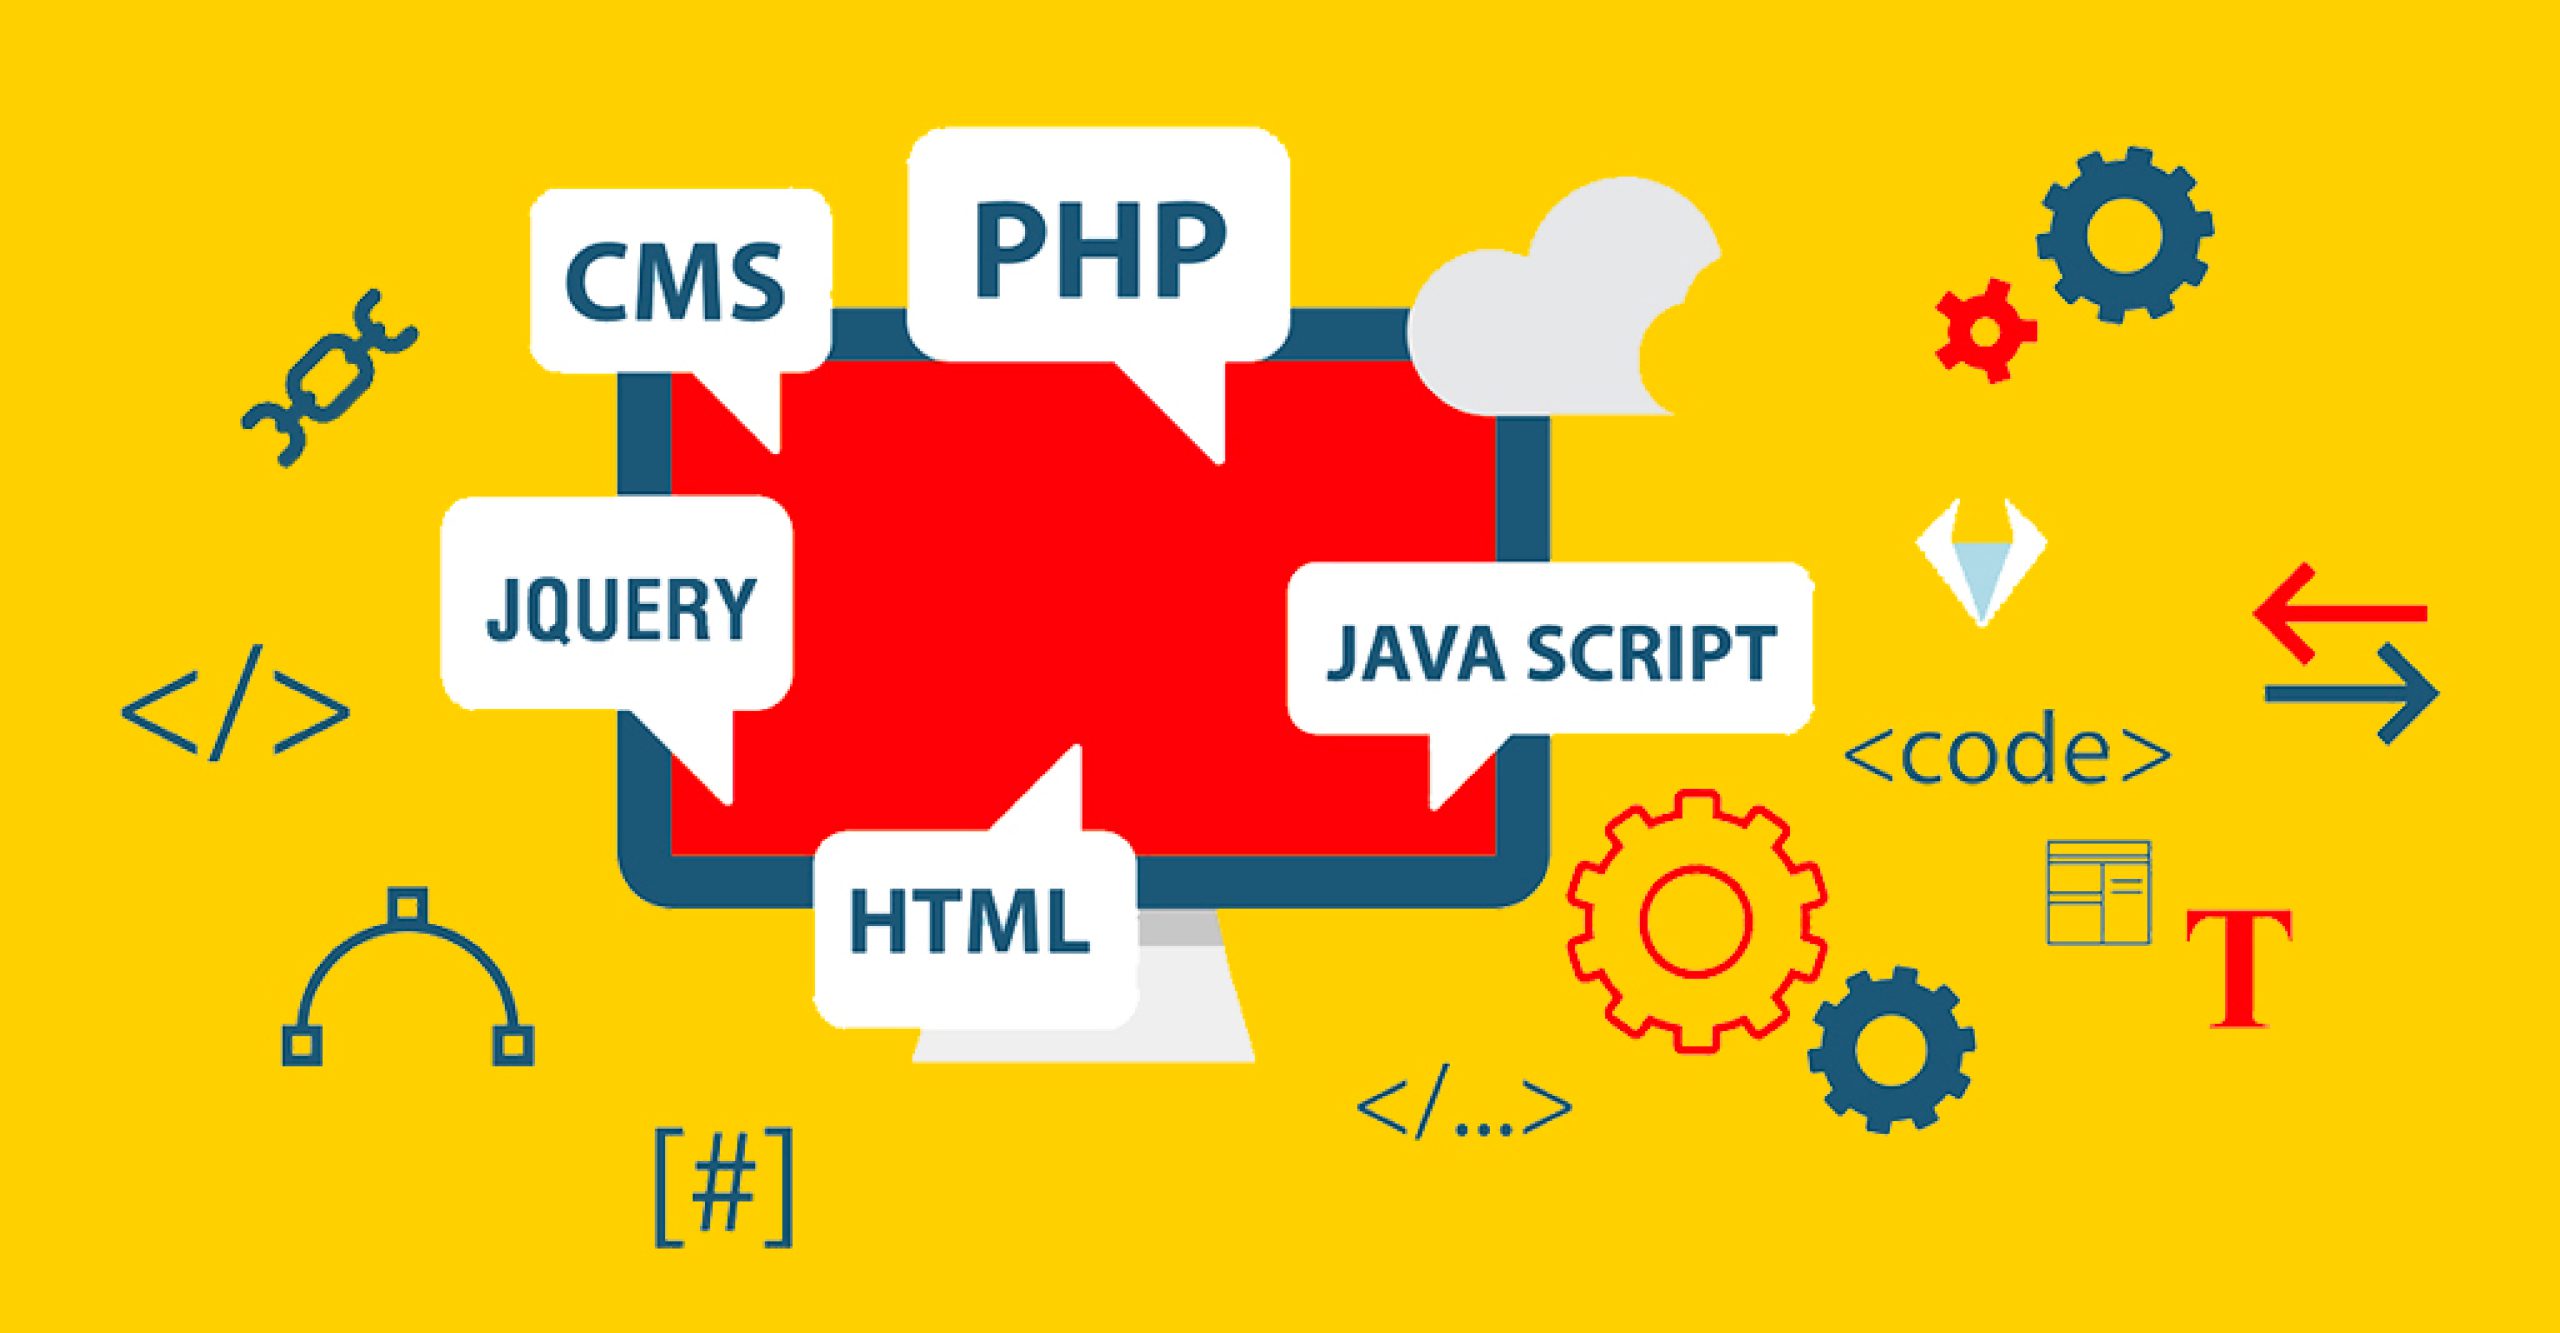 PHP
CMS
JQUERY
JAVA SCRIPT
</>
<code>
HTML
T
</...>
[#]